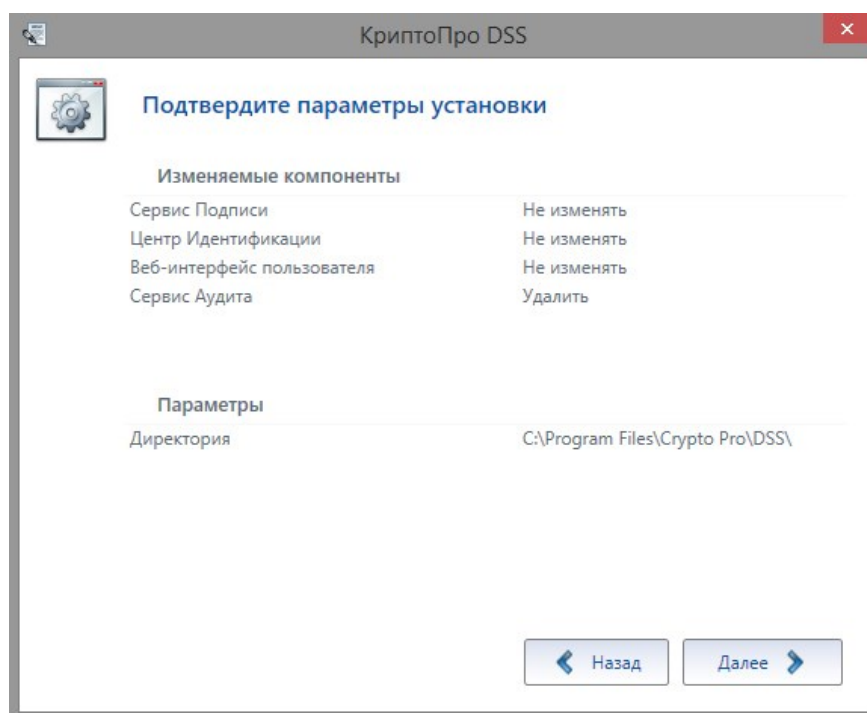 КриптоПро DSS
Подтвердите параметры установки
Изменяемые компоненты
Сервис Подписи Не изменять
Центр Идентификации Не изменять
Веб-интерфейс пользователя Не изменять
Сервис Аудита Удалить
Параметры
Директория C:\Program Files\Crypto Pro\DSS\
Назад Далее